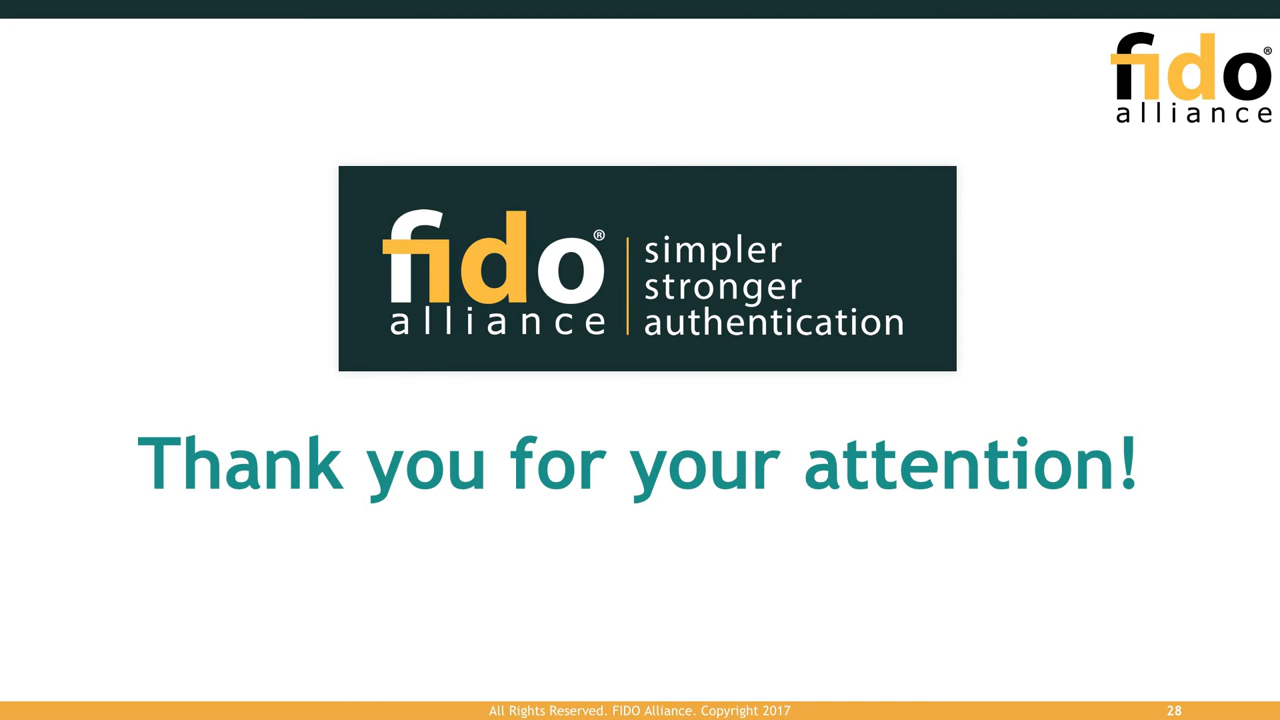 fido®
alliance
fido®
alliance
simpler
stronger
authentication
Thank you for your attention!
All Rights Reserved. FIDO Alliance. Copyright 2017
28